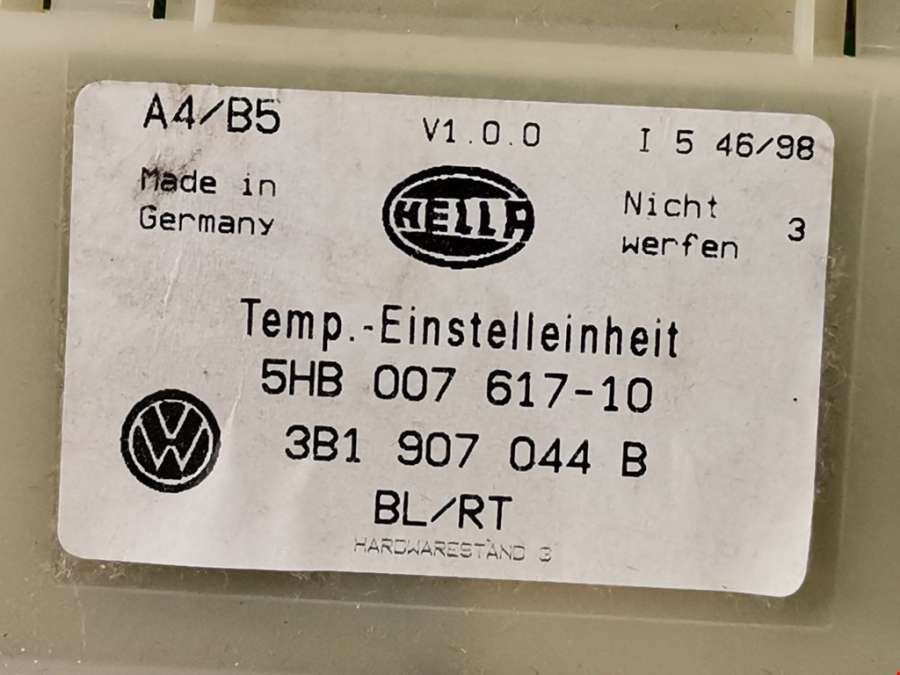 A4/B5 V1.0.0 I 5 46/98
Made in
Germany
HELLA
Nicht
werfen 3
Temp.-Einstelleinheit
5HB 007 617-10
3B1 907 044 B
BL/RT
HARDWARESTAND 3